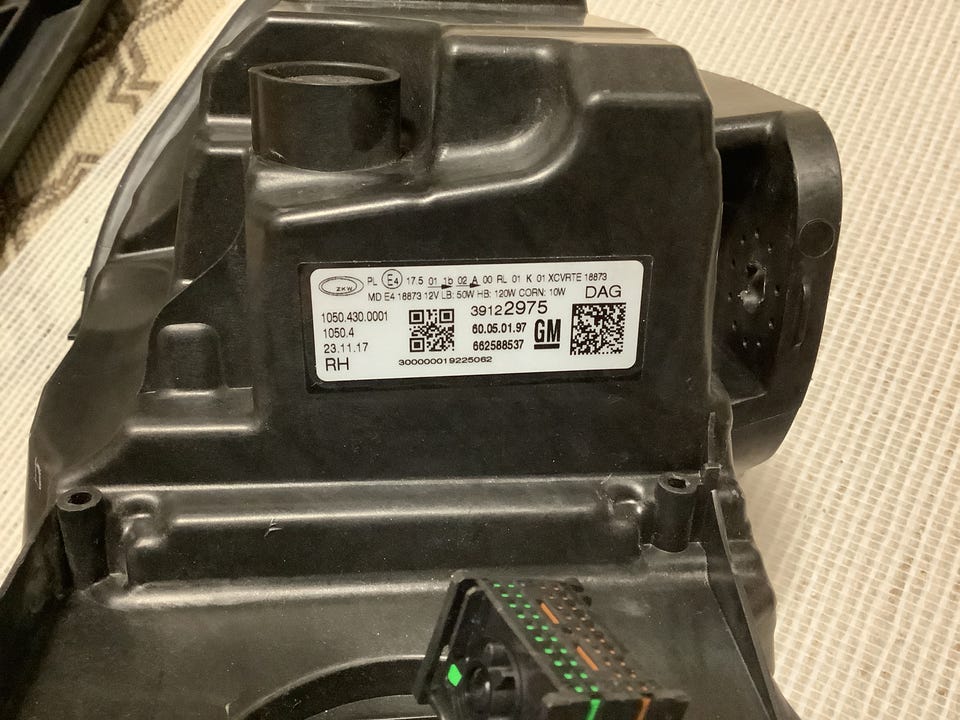 ZKW PL E4 17.5 01 1b 02 A 00 RL 01 K 01 XCVRTE 18873
MD E4 18873 12V LB: 50W HB: 120W CORN: 10W DAG
1050.430.0001 39122975
1050.4 60.05.01.97 GM
23.11.17 662588537
RH 300000019225062